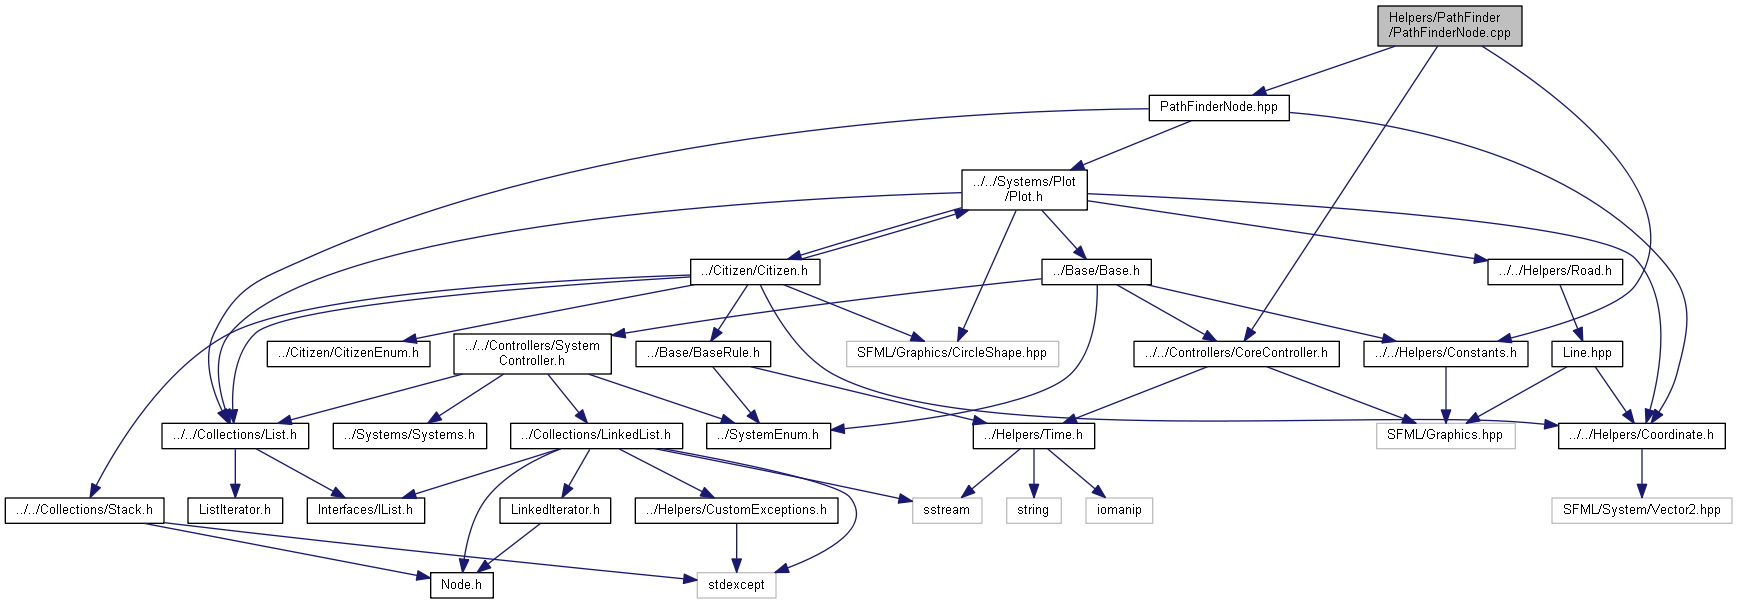 Helpers/PathFinder
/PathFinderNode.cpp
PathFinderNode.hpp
../../Systems/Plot
/Plot.h
../Citizen/Citizen.h
../Base/Base.h
../../Helpers/Road.h
../Citizen/CitizenEnum.h
../../Controllers/System
Controller.h
../Base/BaseRule.h
SFML/Graphics/CircleShape.hpp
../../Controllers/CoreController.h
../../Helpers/Constants.h
Line.hpp
../../Collections/List.h
../Systems/Systems.h
../Collections/LinkedList.h
../SystemEnum.h
../Helpers/Time.h
SFML/Graphics.hpp
../../Helpers/Coordinate.h
../../Collections/Stack.h
ListIterator.h
Interfaces/IList.h
LinkedIterator.h
../Helpers/CustomExceptions.h
sstream
string
iomanip
SFML/System/Vector2.hpp
Node.h
stdexcept